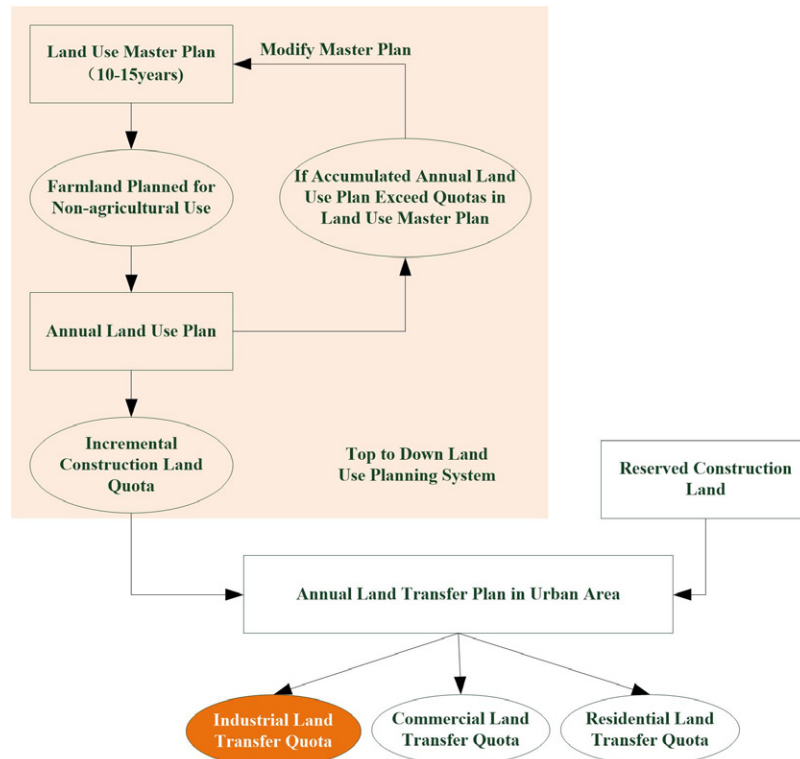 Land Use Master Plan
（10-15years)
Modify Master Plan
Farmland Planned for
Non-agricultural Use
If Accumulated Annual Land
Use Plan Exceed Quotas in
Land Use Master Plan
Annual Land Use Plan
Incremental
Construction Land
Quota
Top to Down Land
Use Planning System
Reserved Construction
Land
Annual Land Transfer Plan in Urban Area
Industrial Land
Transfer Quota
Commercial Land
Transfer Quota
Residential Land
Transfer Quota